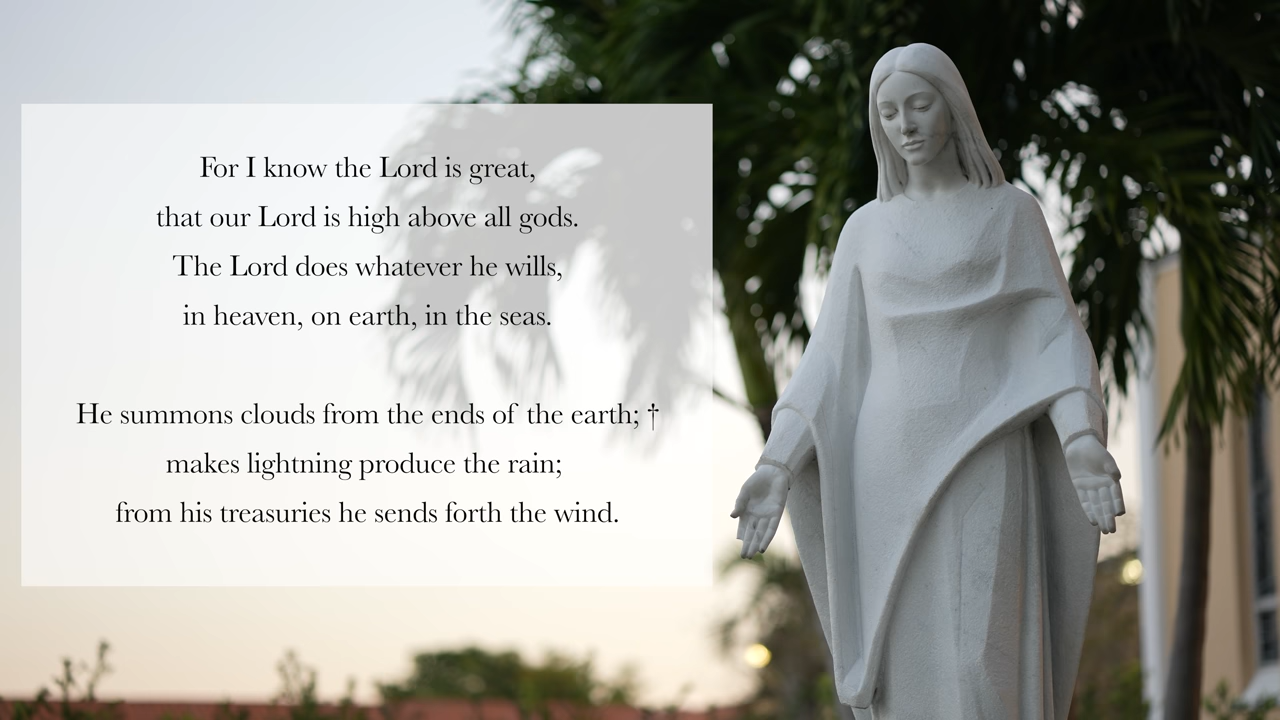 For I know the Lord is great,
that our Lord is high above all gods.
The Lord does whatever he wills,
in heaven, on earth, in the seas.
He summons clouds from the ends of the earth; †
makes lightning produce the rain;
from his treasuries he sends forth the wind.